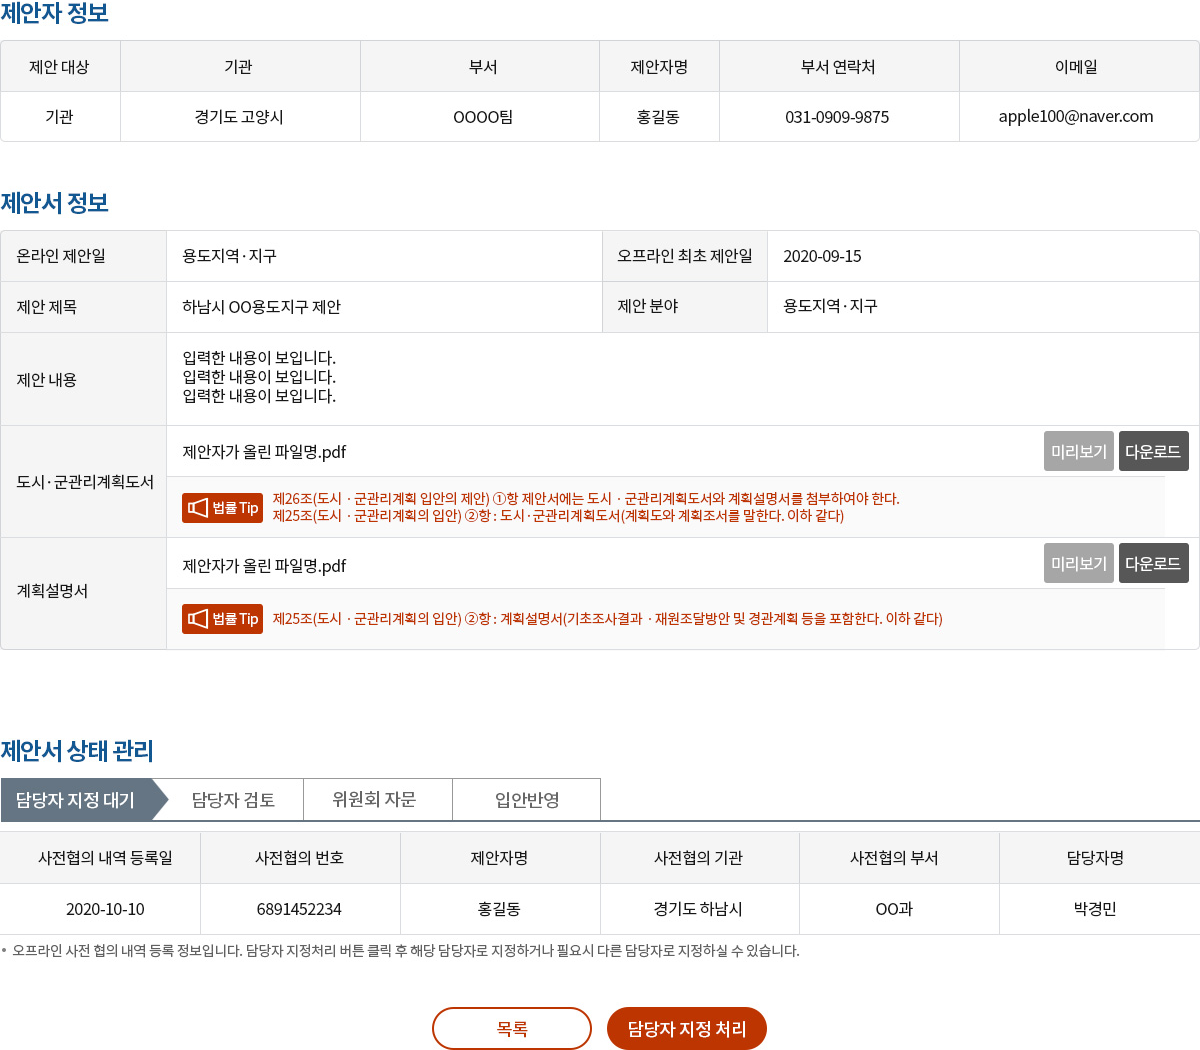 제안자 정보
제안 대상 기관 부서 제안자명 부서 연락처 이메일
기관 경기도 고양시 OOOO팀 홍길동 031-0909-9875 apple100@naver.com
제안서 정보
온라인 제안일 용도지역·지구 오프라인 최초 제안일 2020-09-15
제안 제목 하남시 OO용도지구 제안 제안 분야 용도지역·지구
제안 내용
입력한 내용이 보입니다.
입력한 내용이 보입니다.
입력한 내용이 보입니다.
도시·군관리계획도서
제안자가 올린 파일명.pdf 미리보기 다운로드
법률 Tip
제26조(도시ㆍ군관리계획 입안의 제안) ①항 제안서에는 도시ㆍ군관리계획도서와 계획설명서를 첨부하여야 한다.
제25조(도시ㆍ군관리계획의 입안) ②항 : 도시·군관리계획도서(계획도와 계획조서를 말한다. 이하 같다)
계획설명서
제안자가 올린 파일명.pdf 미리보기 다운로드
법률 Tip 제25조(도시ㆍ군관리계획의 입안) ②항 : 계획설명서(기초조사결과ㆍ재원조달방안 및 경관계획 등을 포함한다. 이하 같다)
제안서 상태 관리
담당자 지정 대기 담당자 검토 위원회 자문 입안반영
사전협의 내역 등록일 사전협의 번호 제안자명 사전협의 기관 사전협의 부서 담당자명
2020-10-10 6891452234 홍길동 경기도 하남시 OO과 박경민
• 오프라인 사전 협의 내역 등록 정보입니다. 담당자 지정처리 버튼 클릭 후 해당 담당자로 지정하거나 필요시 다른 담당자로 지정하실 수 있습니다.
목록 담당자 지정 처리